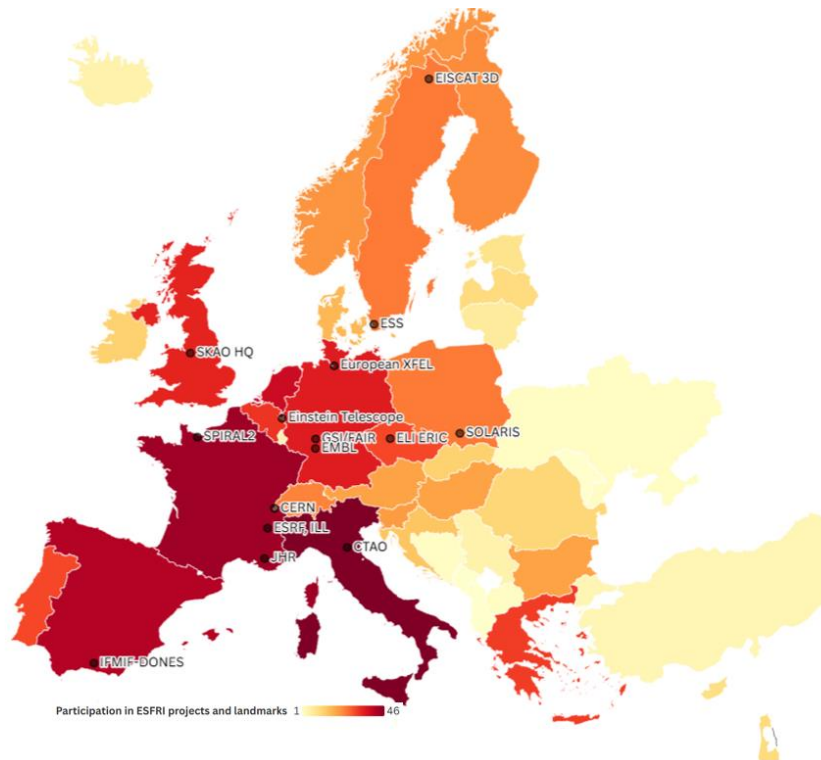 EISCAT 3D
ESS
SKAO HQ
European XFEL
Einstein Telescope
SPIRAL2
GSI/FAIR
ELI ERIC
SOLARIS
EMBL
CERN
ESRF, ILL
CTAO
JHR
IFMIF-DONES
Participation in ESFRI projects and landmarks 1 46